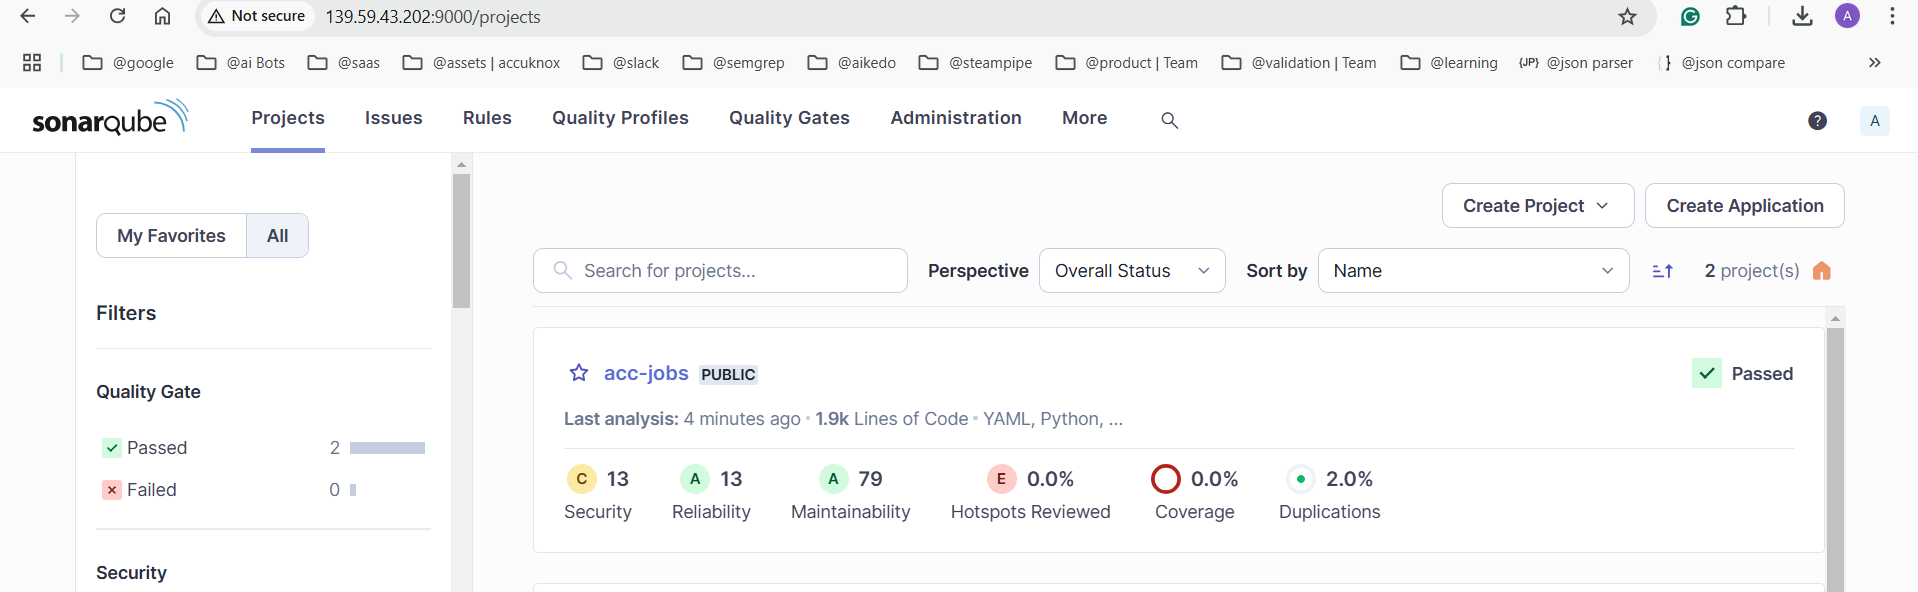 Not secure 139.59.43.202:9000/projects A
@google @ai Bots @saas @assets | accuknox @slack @semgrep @aikedo @steampipe @product | Team @validation | Team @learning {JP} @json parser @json compare »
sonarqube Projects Issues Rules Quality Profiles Quality Gates Administration More ? A
Create Project Create Application
My Favorites All
Search for projects... Perspective Overall Status Sort by Name 2 project(s)
Filters
acc-jobs PUBLIC Passed
Quality Gate
Last analysis: 4 minutes ago • 1.9k Lines of Code • YAML, Python, ...
Passed 2
C 13 A 13 A 79 E 0.0% 0.0% 2.0%
Failed 0
Security Reliability Maintainability Hotspots Reviewed Coverage Duplications
Security